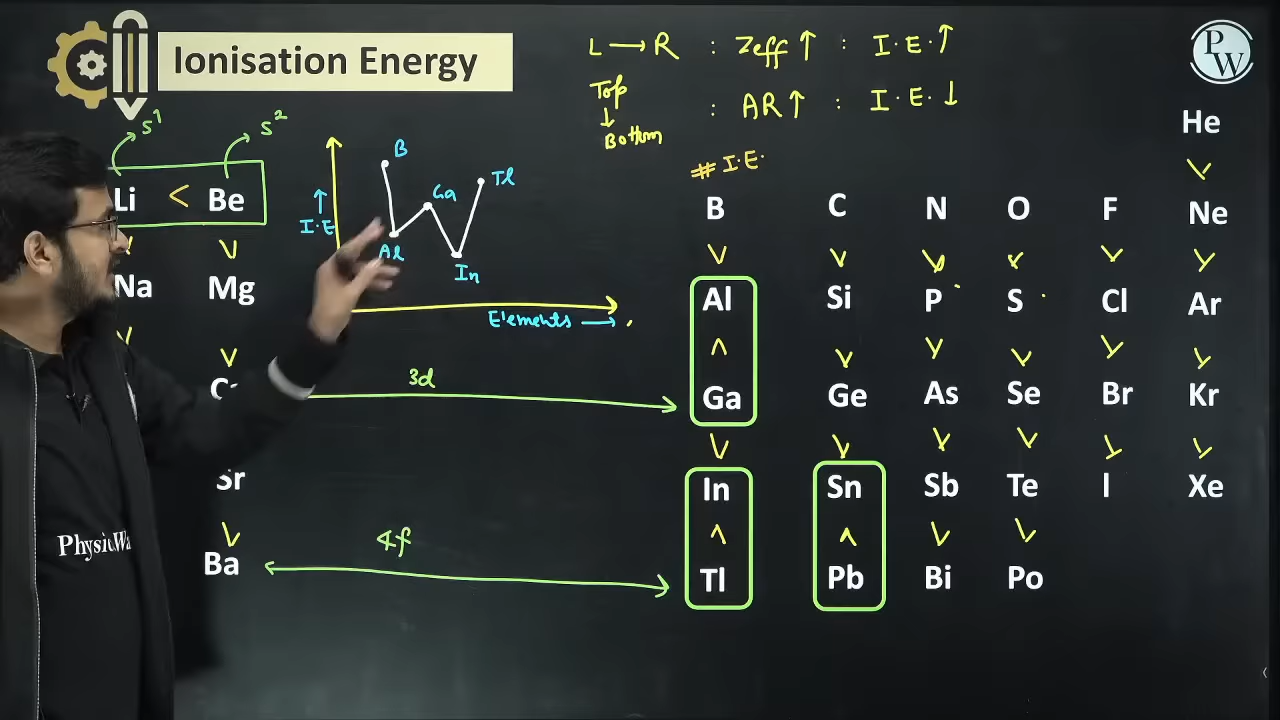 Ionisation Energy
L → R : Zeff ↑ : I.E. ↑
Top ↓ Bottom : AR ↑ : I.E. ↓
PW
# I.E.
s¹ s²
Li < Be
B
Ga
Tl
↑ I.E
Al
In
Elements →
He
B C N O F Ne
Na Mg
Al Si P S Cl Ar
3d
Ga Ge As Se Br Kr
Sr
In Sn Sb Te I Xe
4f
Ba
Tl Pb Bi Po